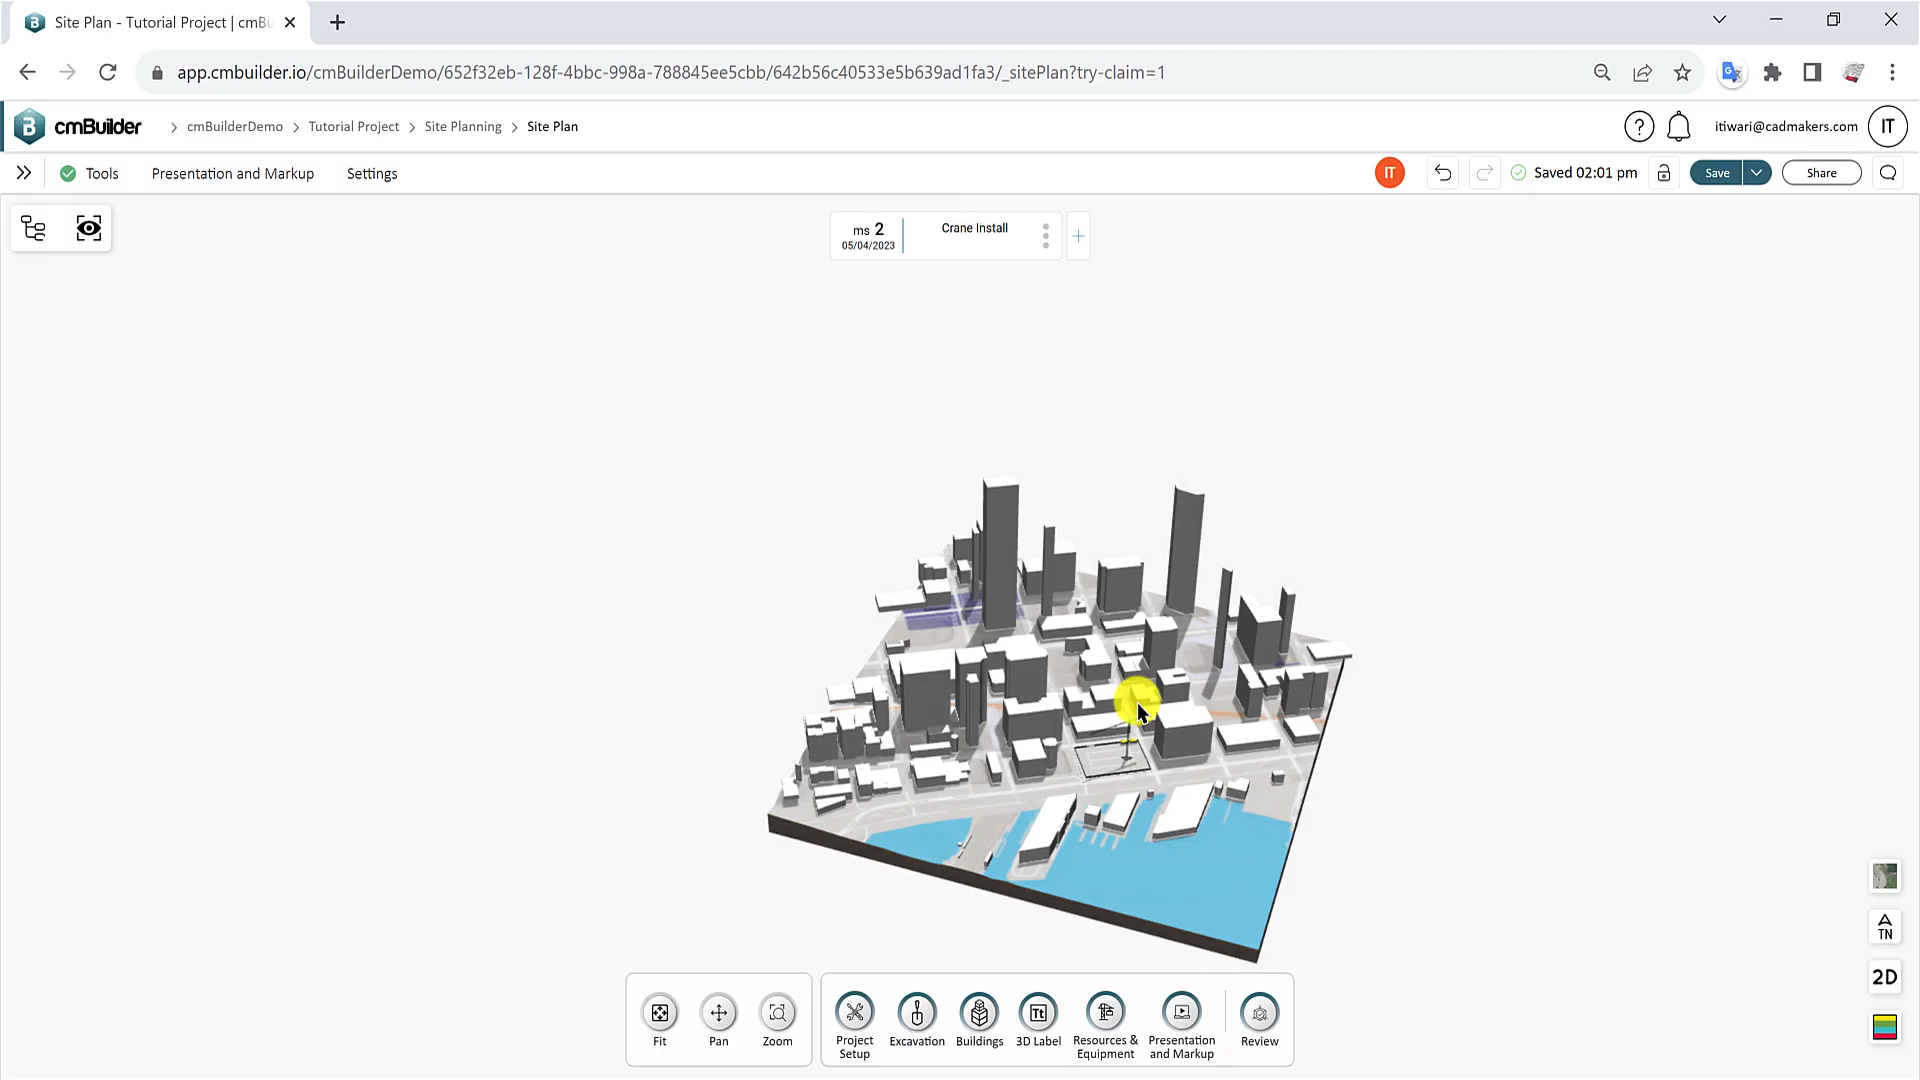 Site Plan - Tutorial Project | cmBu
app.cmbuilder.io/cmBuilderDemo/652f32eb-128f-4bbc-998a-788845ee5cbb/642b56c40533e5b639ad1fa3/_sitePlan?try-claim=1
B cmBuilder > cmBuilderDemo > Tutorial Project > Site Planning > Site Plan
? itiwari@cadmakers.com IT
Tools Presentation and Markup Settings
IT Saved 02:01 pm Save Share
ms 2 Crane Install +
05/04/2023
TN
2D
Fit Pan Zoom
Project Setup
Excavation
Buildings
Tt
3D Label
Resources & Equipment
Presentation and Markup
Review